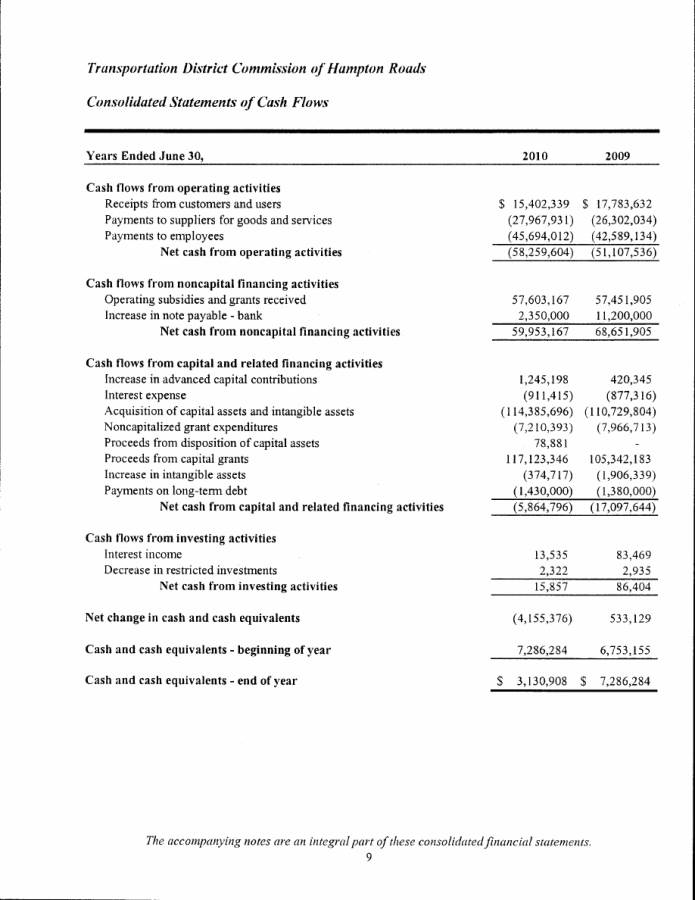 Transportation District Commission of Hampton Roads
Consolidated Statements of Cash Flows
Years Ended June 30, 2010 2009
Cash flows from operating activities
Receipts from customers and users $ 15,402,339 $ 17,783,632
Payments to suppliers for goods and services (27,967,931) (26,302,034)
Payments to employees (45,694,012) (42,589,134)
Net cash from operating activities (58,259,604) (51,107,536)
Cash flows from noncapital financing activities
Operating subsidies and grants received 57,603,167 57,451,905
Increase in note payable - bank 2,350,000 11,200,000
Net cash from noncapital financing activities 59,953,167 68,651,905
Cash flows from capital and related financing activities
Increase in advanced capital contributions 1,245,198 420,345
Interest expense (911,415) (877,316)
Acquisition of capital assets and intangible assets (114,385,696) (110,729,804)
Noncapitalized grant expenditures (7,210,393) (7,966,713)
Proceeds from disposition of capital assets 78,881 -
Proceeds from capital grants 117,123,346 105,342,183
Increase in intangible assets (374,717) (1,906,339)
Payments on long-term debt (1,430,000) (1,380,000)
Net cash from capital and related financing activities (5,864,796) (17,097,644)
Cash flows from investing activities
Interest income 13,535 83,469
Decrease in restricted investments 2,322 2,935
Net cash from investing activities 15,857 86,404
Net change in cash and cash equivalents (4,155,376) 533,129
Cash and cash equivalents - beginning of year 7,286,284 6,753,155
Cash and cash equivalents - end of year $ 3,130,908 $ 7,286,284
The accompanying notes are an integral part of these consolidated financial statements.
9